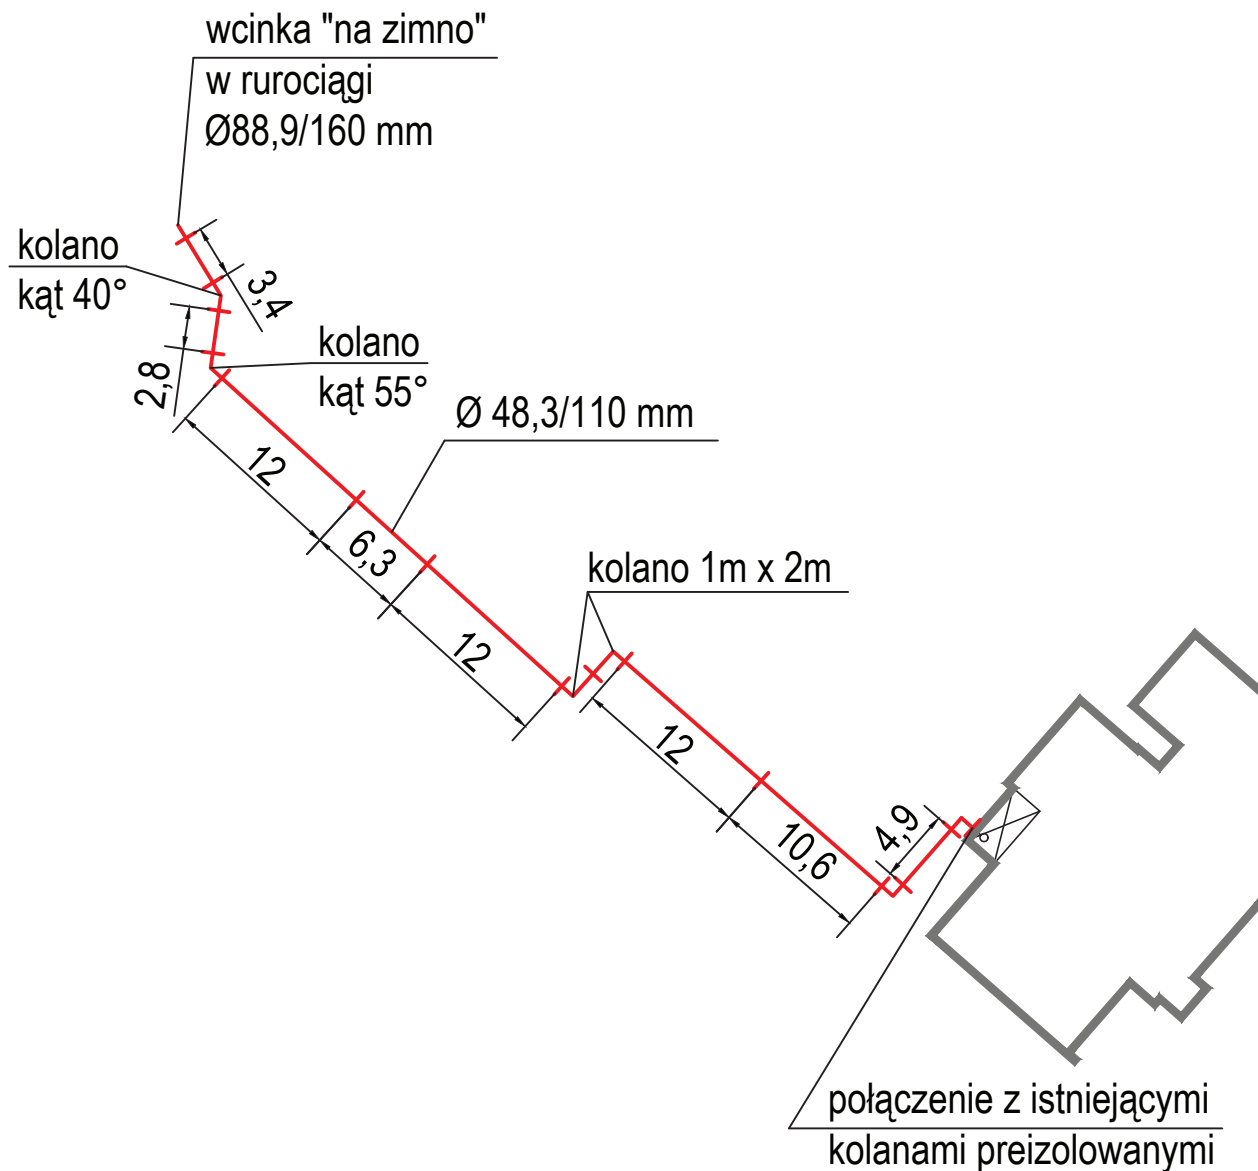 wcinka "na zimno"
w rurociągi
Ø88,9/160 mm
kolano
kąt 40°
3,4
2,8
kolano
kąt 55°
Ø 48,3/110 mm
12
6,3
12
kolano 1m x 2m
12
10,6
4,9
połączenie z istniejącymi
kolanami preizolowanymi